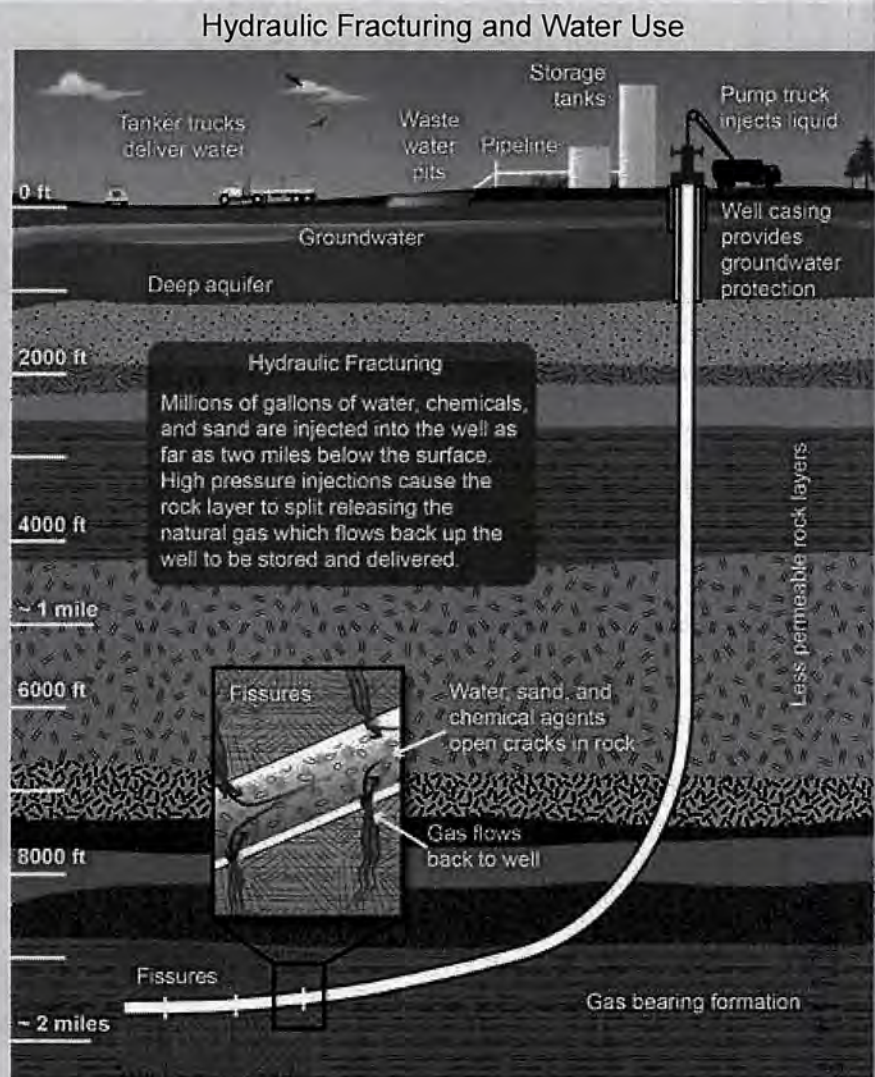 Hydraulic Fracturing and Water Use
Storage
tanks
Pump truck
injects liquid
Tanker trucks
deliver water
Waste
water
pits
Pipeline
0 ft
Groundwater
Well casing
provides
groundwater
protection
Deep aquifer
2000 ft
Hydraulic Fracturing
Millions of gallons of water, chemicals,
and sand are injected into the well as
far as two miles below the surface.
High pressure injections cause the
rock layer to split releasing the
natural gas which flows back up the
well to be stored and delivered.
4000 ft
Less permeable rock layers
~ 1 mile
6000 ft
Fissures
Water, sand, and
chemical agents
open cracks in rock
Gas flows
back to well
8000 ft
Fissures
Gas bearing formation
~ 2 miles